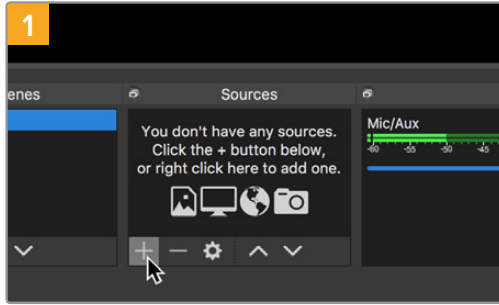 1
enes
Sources
Mic/Aux
You don't have any sources.
Click the + button below,
or right click here to add one.
-60 -55 -50 -45